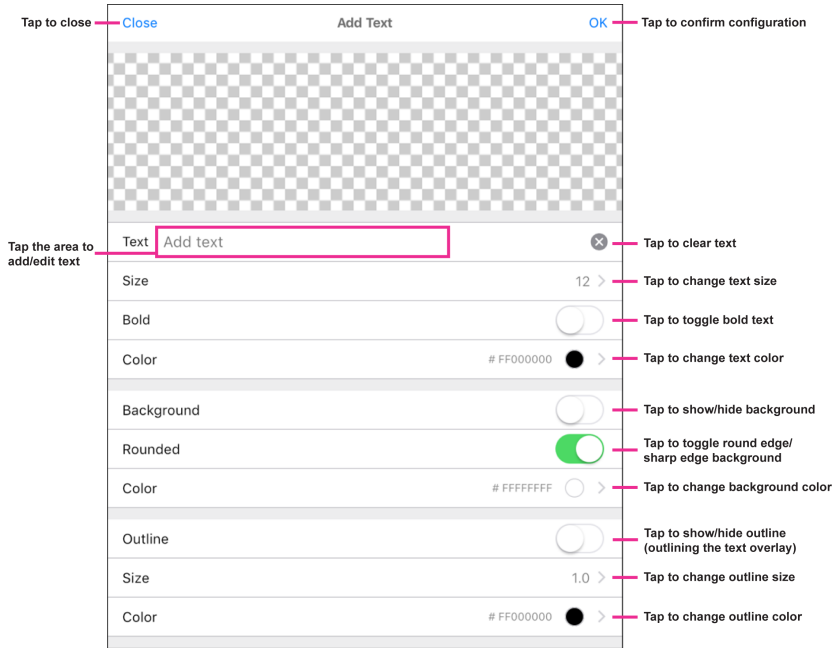 Tap to close Close Add Text OK Tap to confirm configuration
Tap the area to
add/edit text
Text Add text Tap to clear text
Size 12 Tap to change text size
Bold Tap to toggle bold text
Color # FF000000 Tap to change text color
Background Tap to show/hide background
Rounded Tap to toggle round edge/
sharp edge background
Color # FFFFFFFF Tap to change background color
Outline Tap to show/hide outline
(outlining the text overlay)
Size 1.0 Tap to change outline size
Color # FF000000 Tap to change outline color